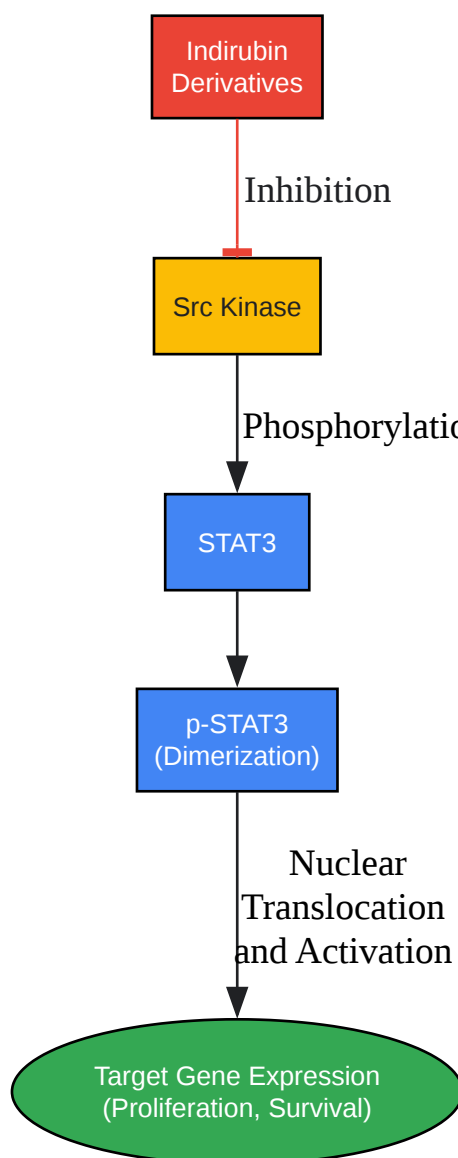 Indirubin
Derivatives
Inhibition
Src Kinase
Phosphorylatio
STAT3
p-STAT3
(Dimerization)
Nuclear
Translocation
and Activation
Target Gene Expression
(Proliferation, Survival)